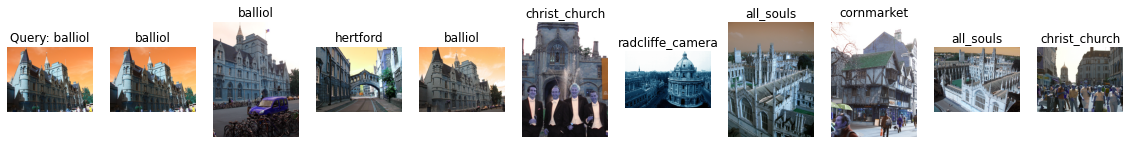 Query: balliol
balliol
balliol
hertford
balliol
christ_church
radcliffe_camera
all_souls
cornmarket
all_souls
christ_church